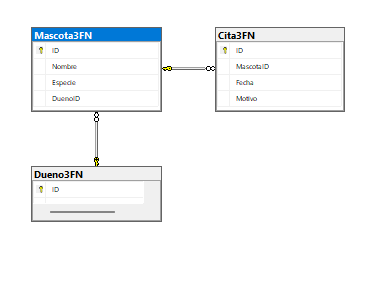 Mascota3FN
ID
Nombre
Especie
DuenoID
Cita3FN
ID
MascotaID
Fecha
Motivo
Dueno3FN
ID